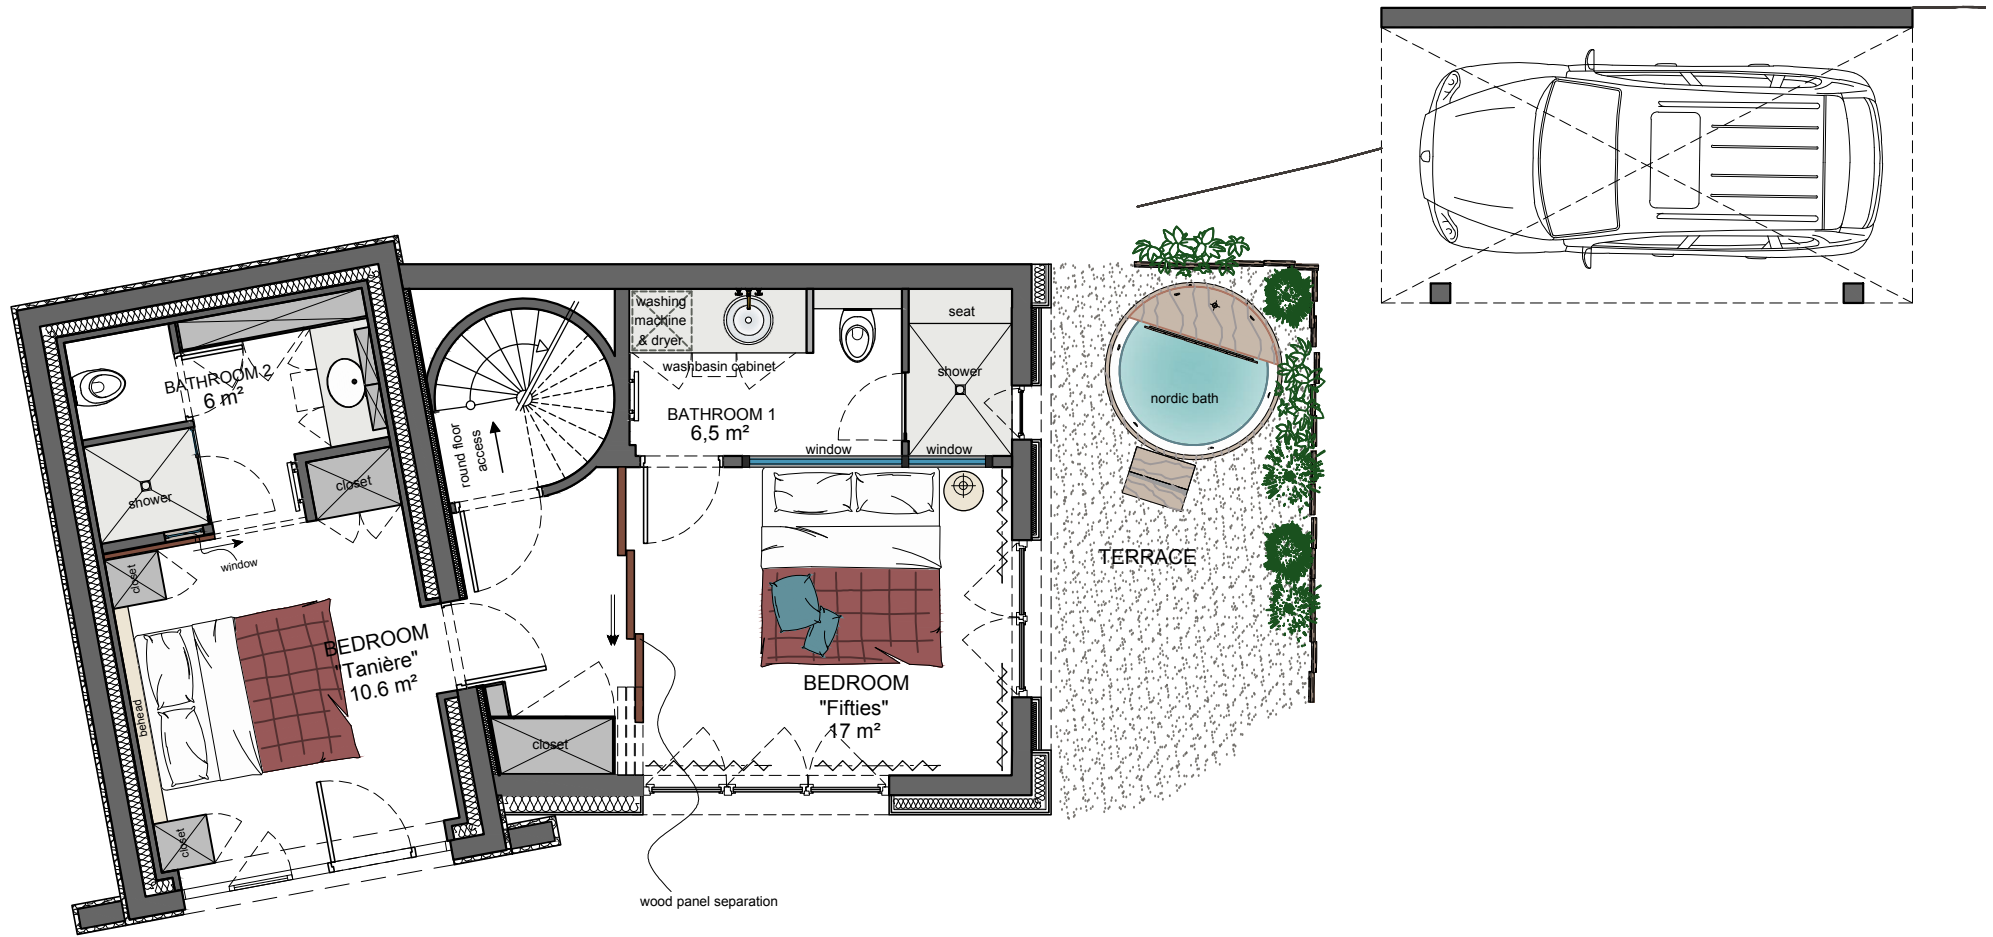 washing
machine
& dryer
washbasin cabinet
seat
shower
BATHROOM 1
6,5 m²
window
window
BATHROOM 2
6 m²
shower
closet
round floor
access
window
closet
nordic bath
TERRACE
BEDROOM
"Tanière"
10.6 m²
behead
closet
closet
BEDROOM
"Fifties"
17 m²
wood panel separation